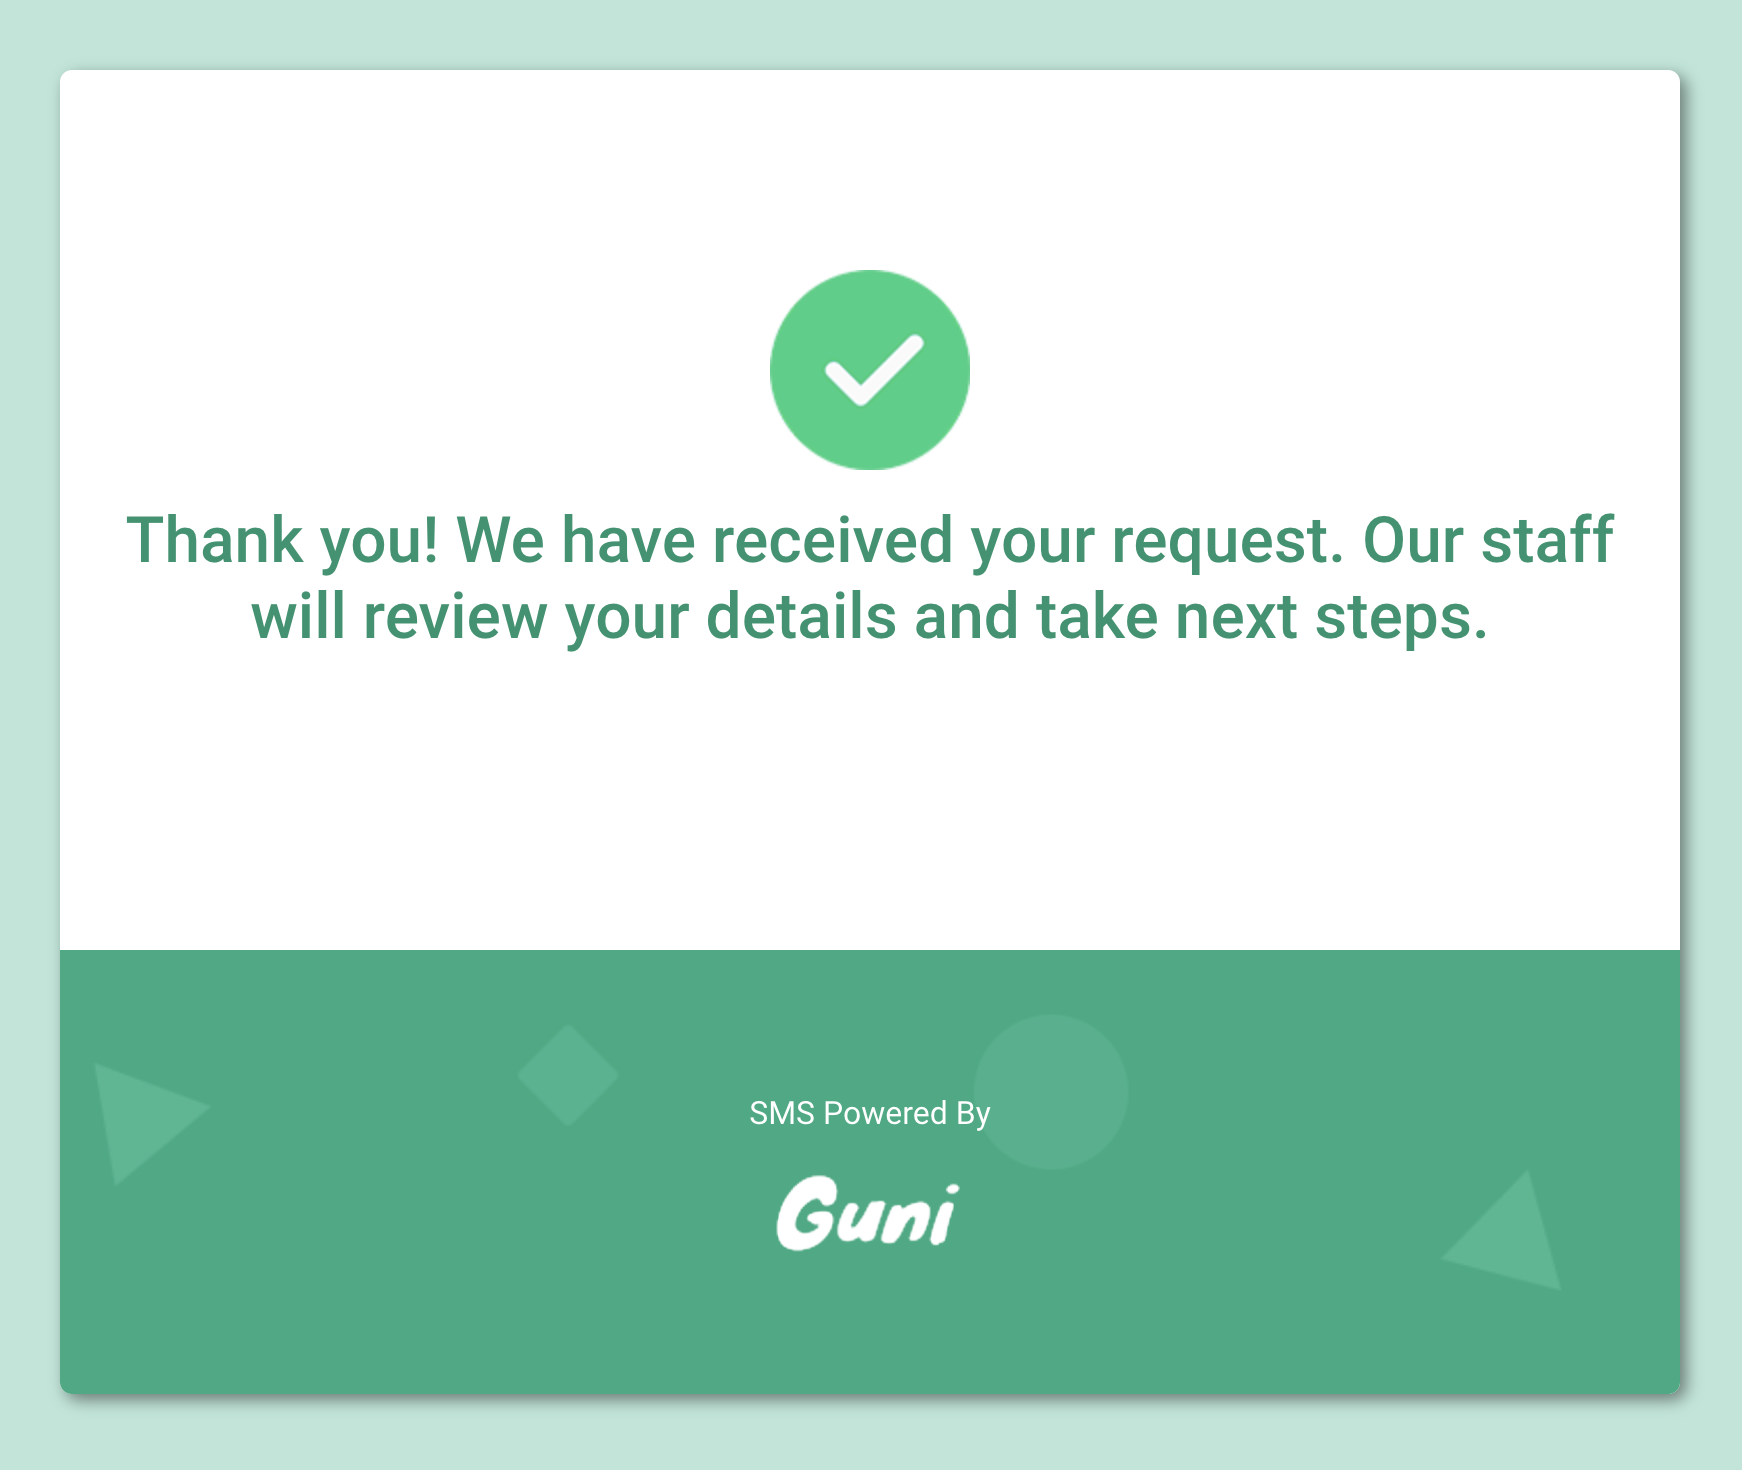 Thank you! We have received your request. Our staff
will review your details and take next steps.
SMS Powered By
Guni